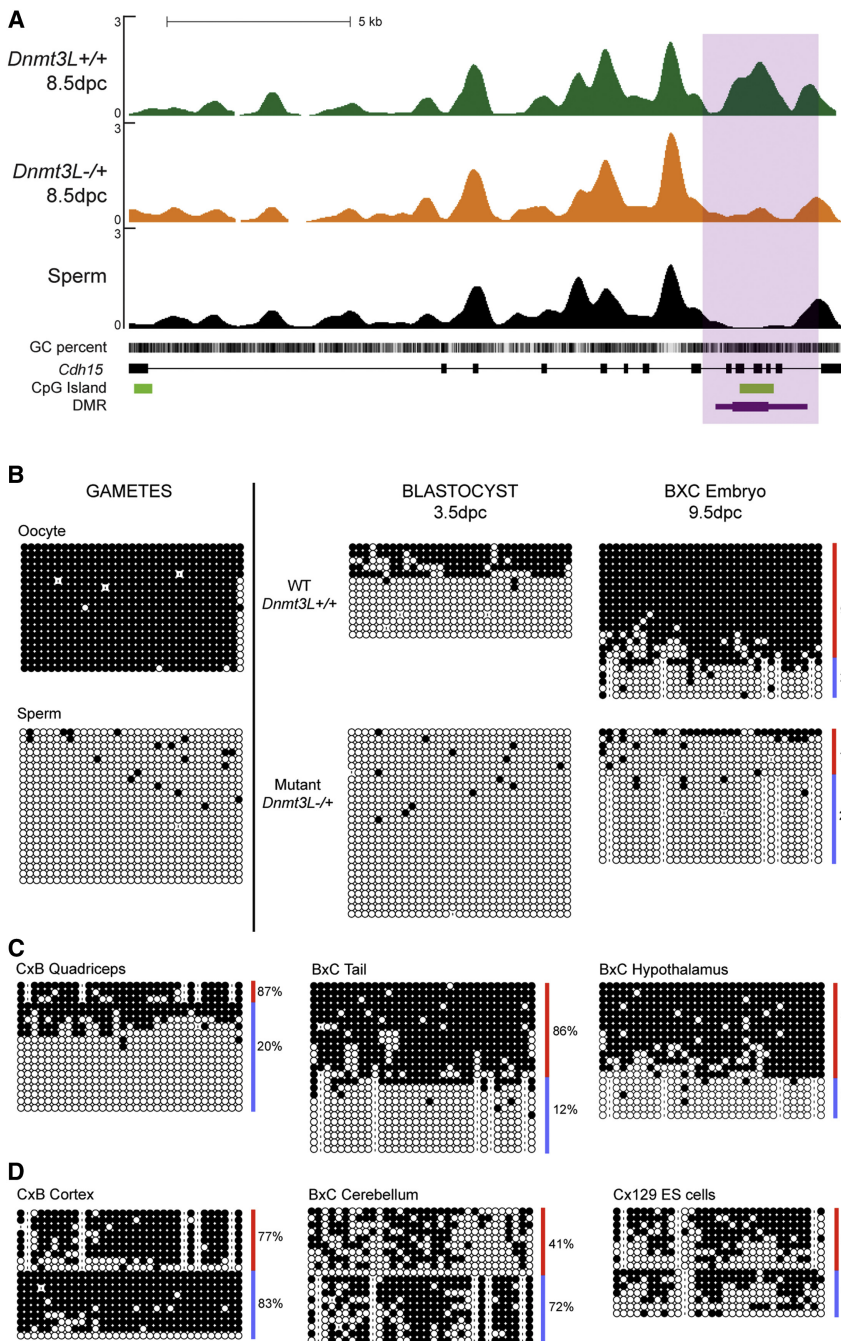 A
3
5 kb
Dnmt3L+/+
8.5dpc
0
3
Dnmt3L-/+
8.5dpc
0
3
Sperm
0
GC percent
Cdh15
CpG Island
DMR
B
GAMETES
BLASTOCYST
3.5dpc
BXC Embryo
9.5dpc
Oocyte
WT
Dnmt3L+/+
Sperm
Mutant
Dnmt3L-/+
C
CxB Quadriceps
BxC Tail
BxC Hypothalamus
87%
20%
86%
12%
D
CxB Cortex
BxC Cerebellum
Cx129 ES cells
77%
83%
41%
72%